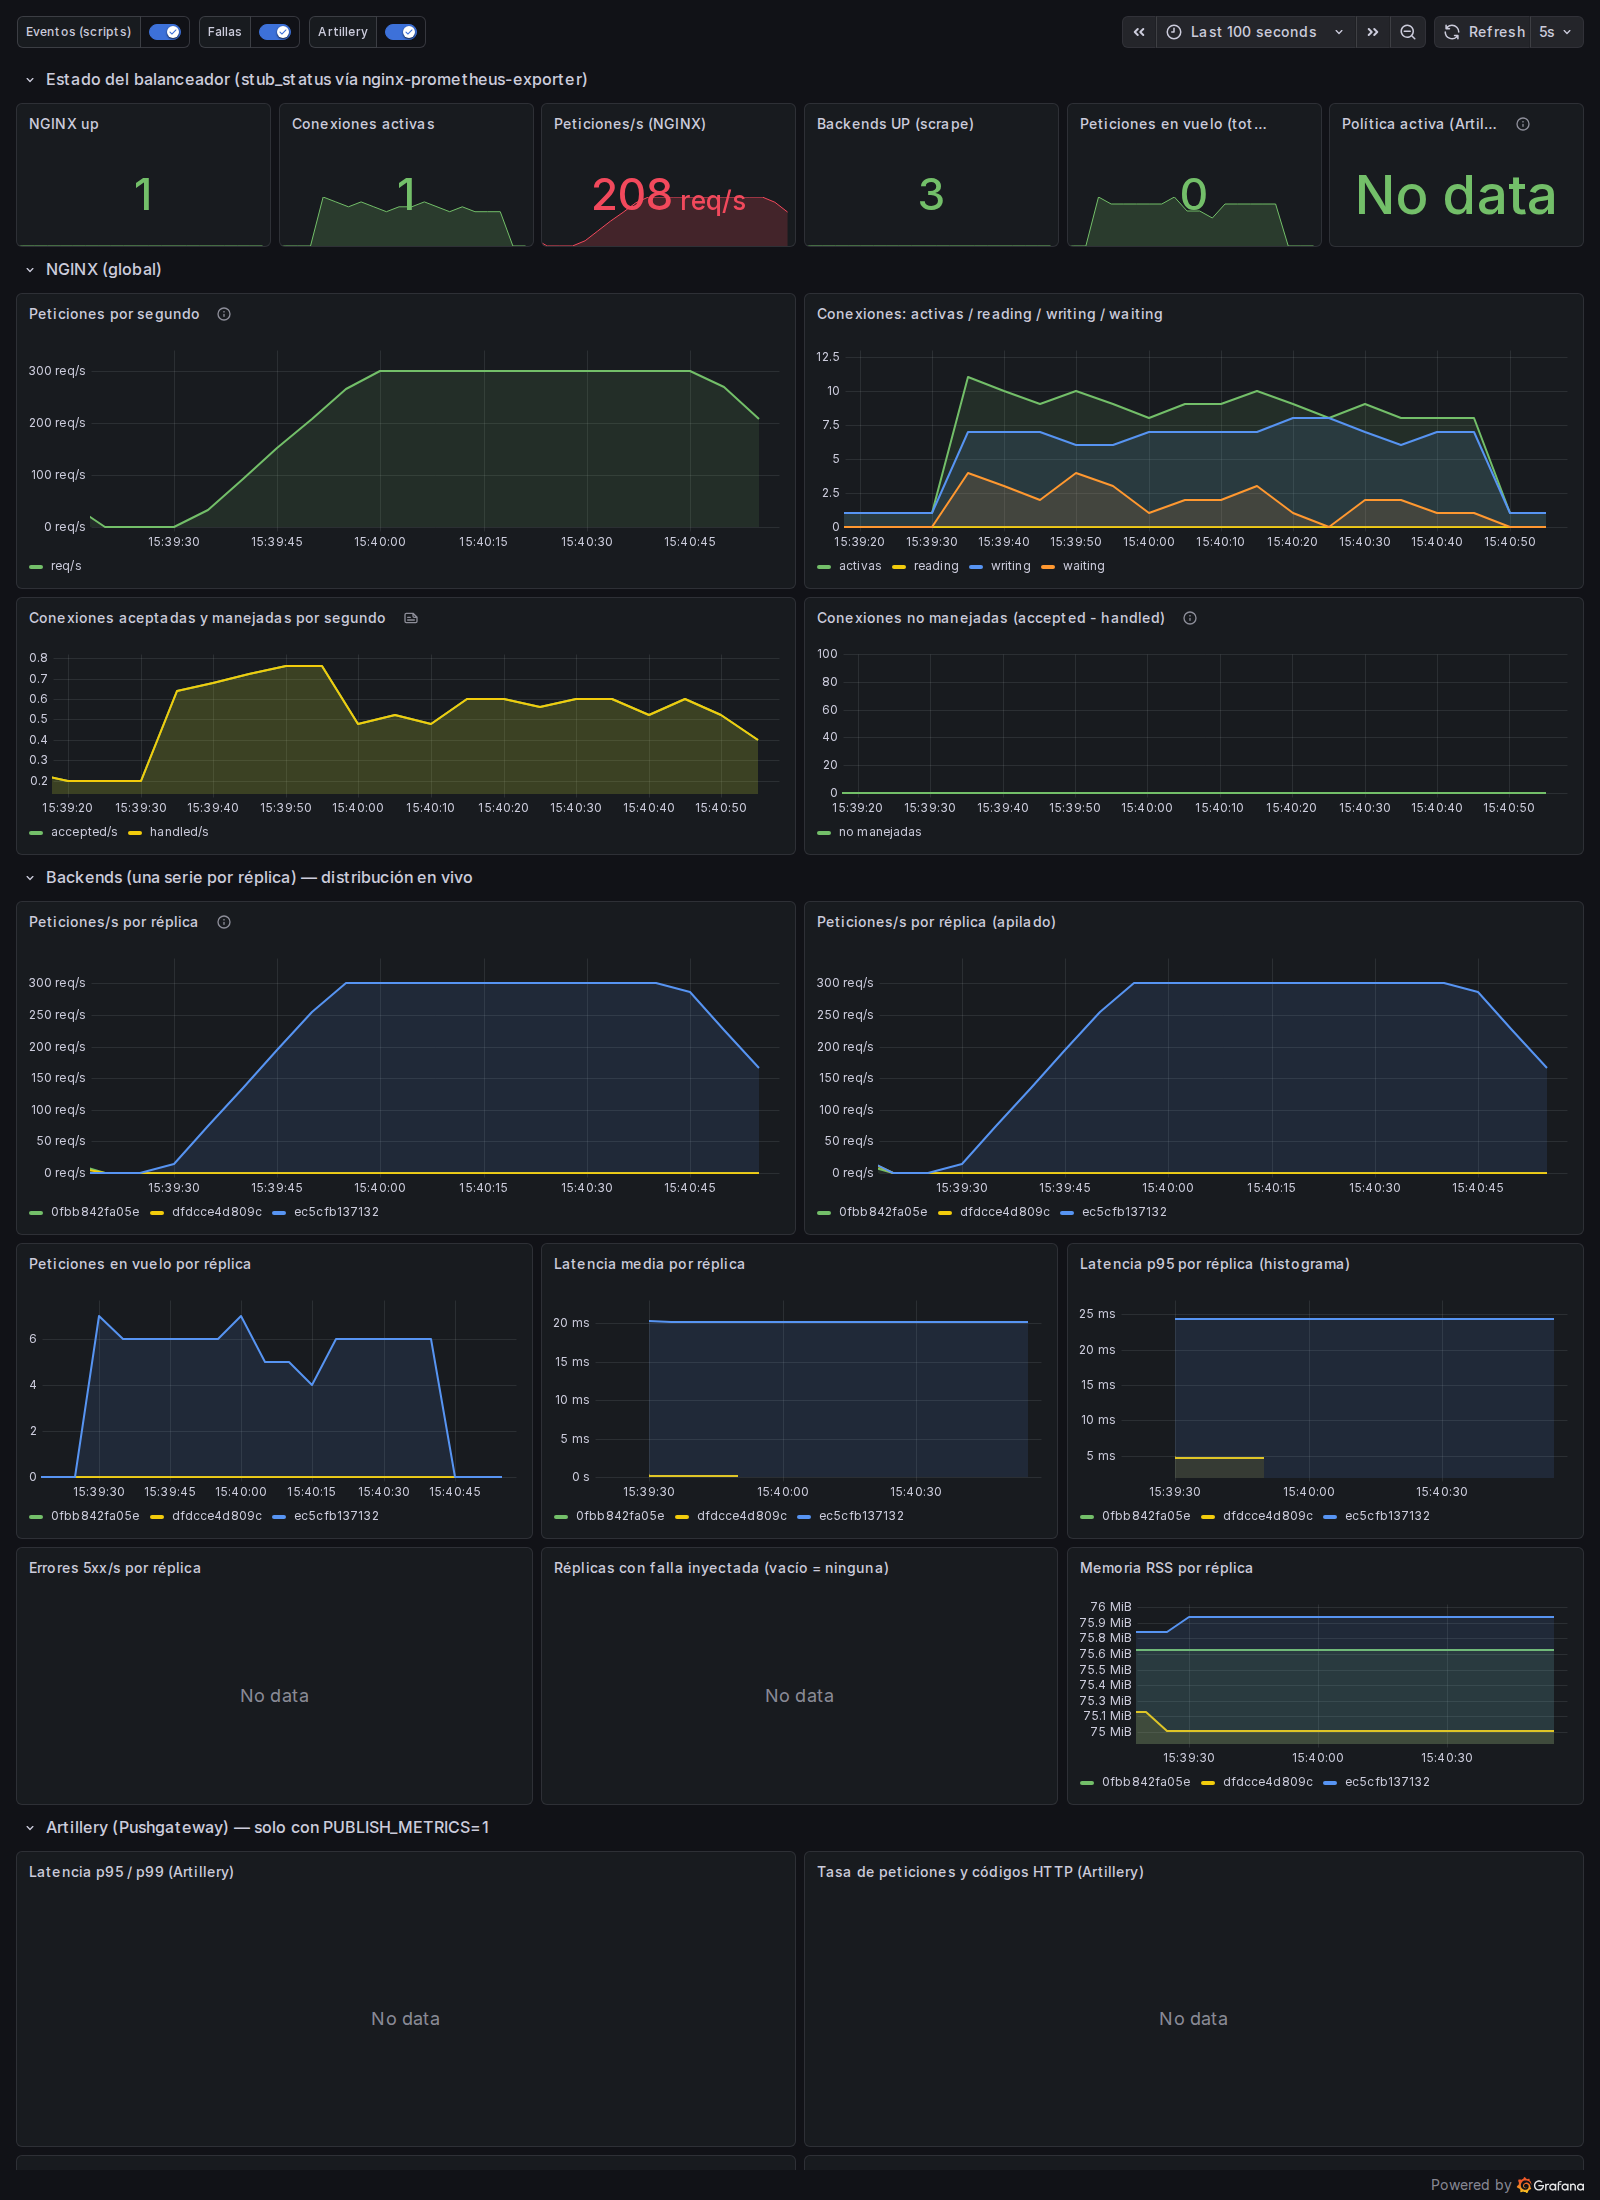 Eventos (scripts)
Fallas
Artillery
Last 100 seconds
Refresh
5s
Estado del balanceador (stub_status vía nginx-prometheus-exporter)
NGINX up
1
Conexiones activas
1
Peticiones/s (NGINX)
208 req/s
Backends UP (scrape)
3
Peticiones en vuelo (tot...
0
Política activa (Artil...
No data
NGINX (global)
Peticiones por segundo
300 req/s
200 req/s
100 req/s
0 req/s
15:39:30 15:39:45 15:40:00 15:40:15 15:40:30 15:40:45
req/s
Conexiones: activas / reading / writing / waiting
12.5
10
7.5
5
2.5
0
15:39:20 15:39:30 15:39:40 15:39:50 15:40:00 15:40:10 15:40:20 15:40:30 15:40:40 15:40:50
activas reading writing waiting
Conexiones aceptadas y manejadas por segundo
0.8
0.7
0.6
0.5
0.4
0.3
0.2
15:39:20 15:39:30 15:39:40 15:39:50 15:40:00 15:40:10 15:40:20 15:40:30 15:40:40 15:40:50
accepted/s handled/s
Conexiones no manejadas (accepted - handled)
100
80
60
40
20
0
15:39:20 15:39:30 15:39:40 15:39:50 15:40:00 15:40:10 15:40:20 15:40:30 15:40:40 15:40:50
no manejadas
Backends (una serie por réplica) — distribución en vivo
Peticiones/s por réplica
300 req/s
250 req/s
200 req/s
150 req/s
100 req/s
50 req/s
0 req/s
15:39:30 15:39:45 15:40:00 15:40:15 15:40:30 15:40:45
0fbb842fa05e dfdcce4d809c ec5cfb137132
Peticiones/s por réplica (apilado)
300 req/s
250 req/s
200 req/s
150 req/s
100 req/s
50 req/s
0 req/s
15:39:30 15:39:45 15:40:00 15:40:15 15:40:30 15:40:45
0fbb842fa05e dfdcce4d809c ec5cfb137132
Peticiones en vuelo por réplica
6
4
2
0
15:39:30 15:39:45 15:40:00 15:40:15 15:40:30 15:40:45
0fbb842fa05e dfdcce4d809c ec5cfb137132
Latencia media por réplica
20 ms
15 ms
10 ms
5 ms
0 s
15:39:30 15:40:00 15:40:30
0fbb842fa05e dfdcce4d809c ec5cfb137132
Latencia p95 por réplica (histograma)
25 ms
20 ms
15 ms
10 ms
5 ms
15:39:30 15:40:00 15:40:30
0fbb842fa05e dfdcce4d809c ec5cfb137132
Errores 5xx/s por réplica
No data
Réplicas con falla inyectada (vacío = ninguna)
No data
Memoria RSS por réplica
76 MiB
75.9 MiB
75.8 MiB
75.6 MiB
75.5 MiB
75.4 MiB
75.3 MiB
75.1 MiB
75 MiB
15:39:30 15:40:00 15:40:30
0fbb842fa05e dfdcce4d809c ec5cfb137132
Artillery (Pushgateway) — solo con PUBLISH_METRICS=1
Latencia p95 / p99 (Artillery)
No data
Tasa de peticiones y códigos HTTP (Artillery)
No data
Powered by Grafana